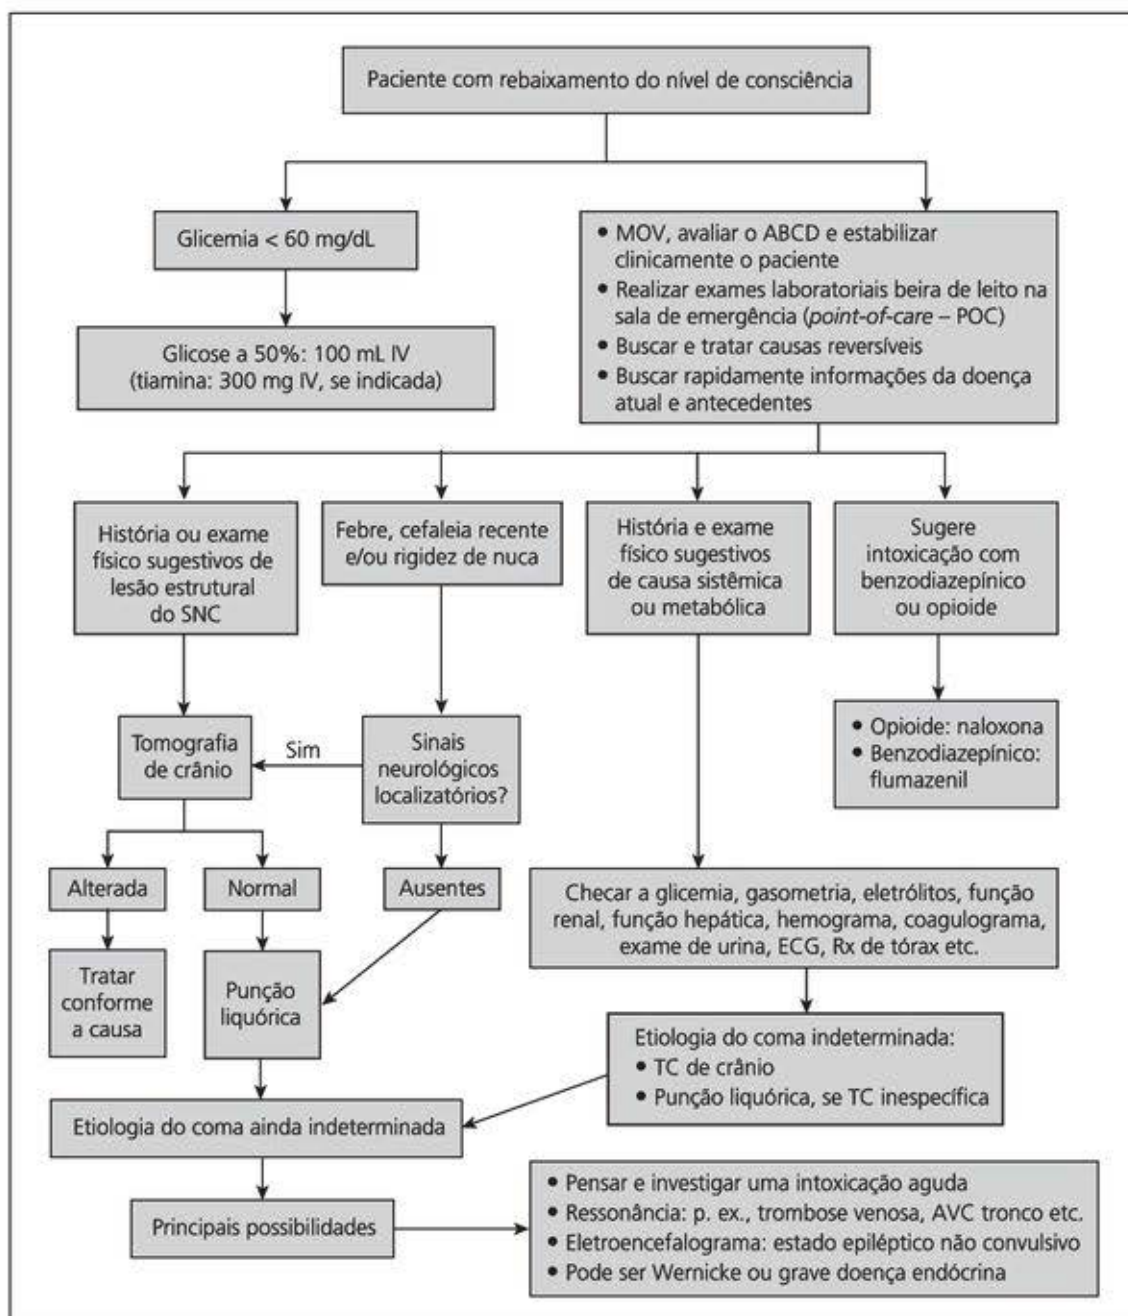 Paciente com rebaixamento do nível de consciência
Glicemia < 60 mg/dL
Glicose a 50%: 100 mL IV
(tiamina: 300 mg IV, se indicada)
• MOV, avaliar o ABCD e estabilizar
clinicamente o paciente
• Realizar exames laboratoriais beira de leito na
sala de emergência (point-of-care – POC)
• Buscar e tratar causas reversíveis
• Buscar rapidamente informações da doença
atual e antecedentes
História ou exame
físico sugestivos de
lesão estrutural
do SNC
Febre, cefaleia recente
e/ou rigidez de nuca
História e exame
físico sugestivos
de causa sistêmica
ou metabólica
Sugere
intoxicação com
benzodiazepínico
ou opioide
Tomografia
de crânio
Sim
Sinais
neurológicos
localizatórios?
• Opioide: naloxona
• Benzodiazepínico:
flumazenil
Alterada
Normal
Ausentes
Tratar
conforme
a causa
Punção
liquórica
Checar a glicemia, gasometria, eletrólitos, função
renal, função hepática, hemograma, coagulograma,
exame de urina, ECG, Rx de tórax etc.
Etiologia do coma indeterminada:
• TC de crânio
• Punção liquórica, se TC inespecífica
Etiologia do coma ainda indeterminada
Principais possibilidades
• Pensar e investigar uma intoxicação aguda
• Ressonância: p. ex., trombose venosa, AVC tronco etc.
• Eletroencefalograma: estado epiléptico não convulsivo
• Pode ser Wernicke ou grave doença endócrina